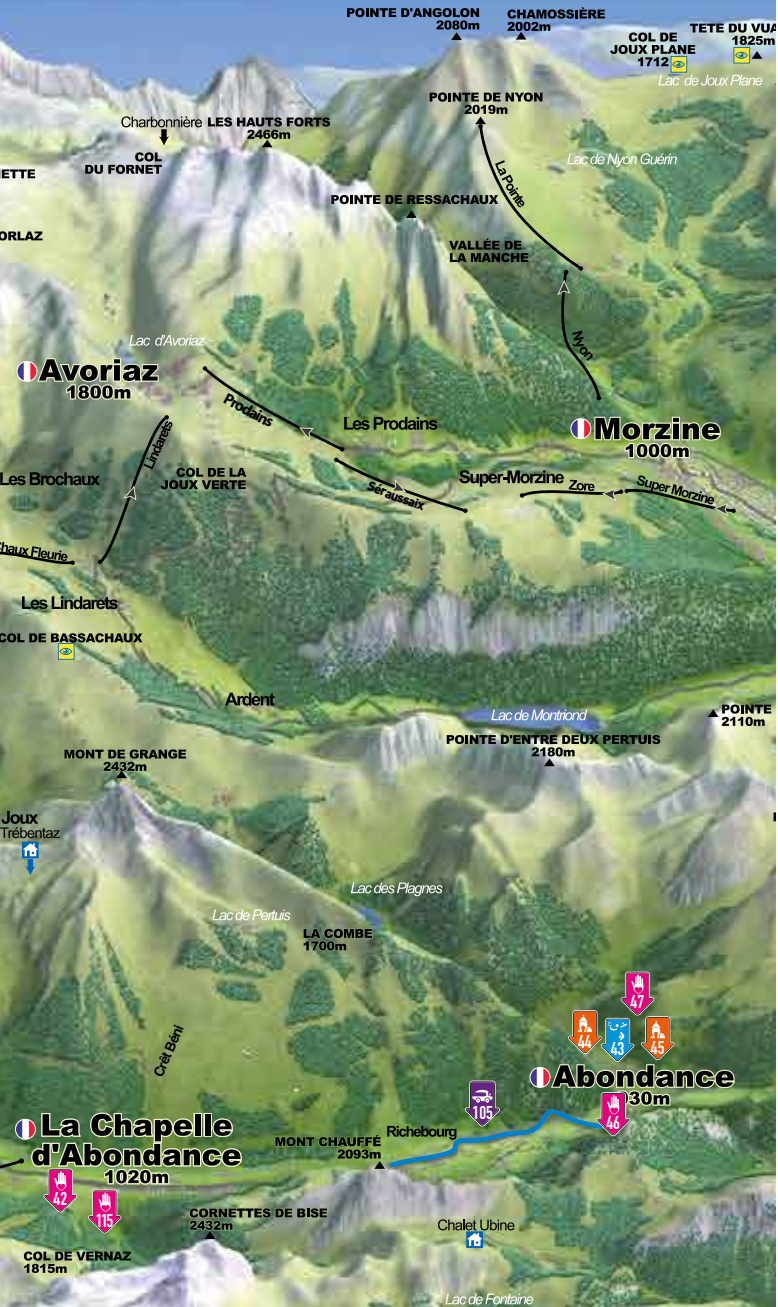 POINTE D'ANGOLON
2080m
CHAMOSSIÈRE
2002m
COL DE
JOUX PLANE
1712
TETE DU VUA
1825m
Lac de Joux Plane
Charbonnière
LES HAUTS FORTS
2466m
COL
DU FORNET
POINTE DE NYON
2019m
Lac de Nyon Guérin
La Pointe
ETTE
POINTE DE RESSACHAUX
ORLAZ
VALLÉE DE
LA MANCHE
Nyon
Lac d'Avoriaz
Avoriaz
1800m
Prodains
Les Prodains
Morzine
1000m
Lindarets
Les Brochaux
COL DE LA
JOUX VERTE
Séraussaix
Super-Morzine
Zore
Super Morzine
Chaux Fleurie
Les Lindarets
COL DE BASSACHAUX
Ardent
Lac de Montriond
POINTE
2110m
POINTE D'ENTRE DEUX PERTUIS
2180m
MONT DE GRANGE
2432m
Joux
Trébentaz
Lac des Plagnes
Lac de Pertuis
LA COMBE
1700m
Crêt Béni
47
44
43
45
Abondance
930m
46
105
Richebourg
La Chapelle
d'Abondance
1020m
MONT CHAUFFÉ
2093m
42
115
CORNETTES DE BISE
2432m
Chalet Ubine
COL DE VERNAZ
1815m
Lac de Fontaine